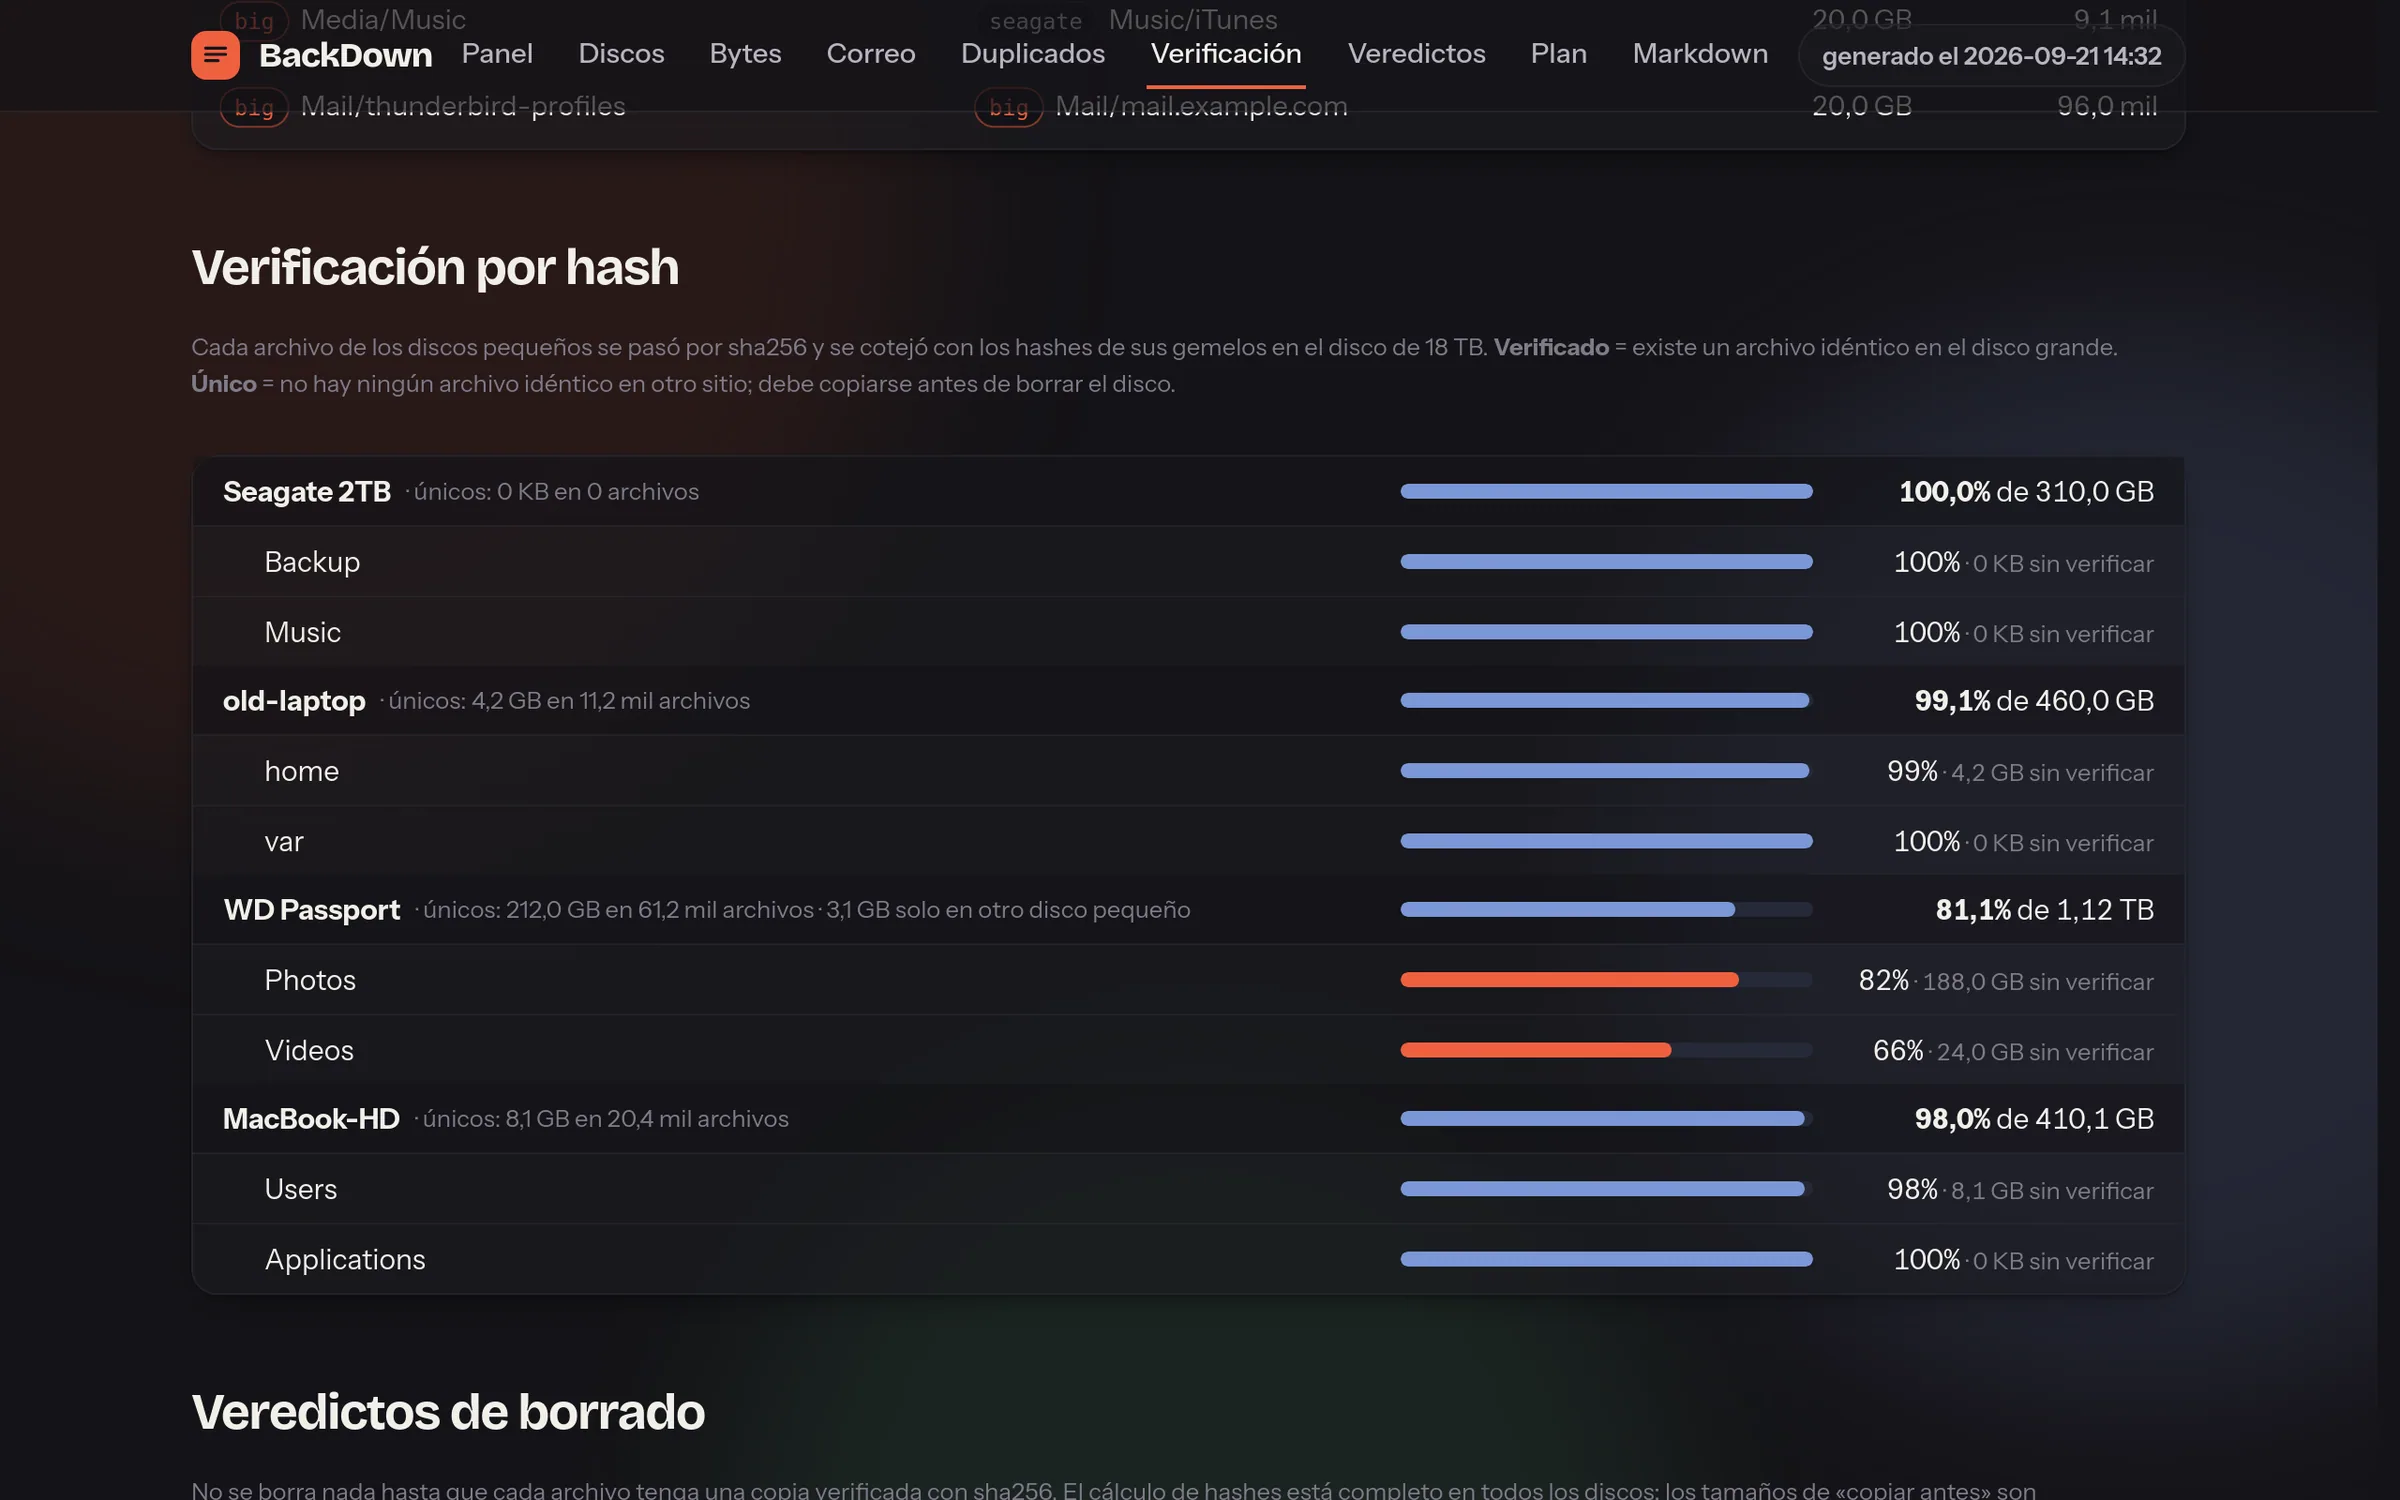 big Media/Music seagate Music/iTunes 20,0 GB 9,1 mil
BackDown Panel Discos Bytes Correo Duplicados Verificación Veredictos Plan Markdown generado el 2026-09-21 14:32
big Mail/thunderbird-profiles big Mail/mail.example.com 20,0 GB 96,0 mil
Verificación por hash
Cada archivo de los discos pequeños se pasó por sha256 y se cotejó con los hashes de sus gemelos en el disco de 18 TB. Verificado = existe un archivo idéntico en el disco grande.
Único = no hay ningún archivo idéntico en otro sitio; debe copiarse antes de borrar el disco.
Seagate 2TB · únicos: 0 KB en 0 archivos 100,0% de 310,0 GB
Backup 100% · 0 KB sin verificar
Music 100% · 0 KB sin verificar
old-laptop · únicos: 4,2 GB en 11,2 mil archivos 99,1% de 460,0 GB
home 99% · 4,2 GB sin verificar
var 100% · 0 KB sin verificar
WD Passport · únicos: 212,0 GB en 61,2 mil archivos · 3,1 GB solo en otro disco pequeño 81,1% de 1,12 TB
Photos 82% · 188,0 GB sin verificar
Videos 66% · 24,0 GB sin verificar
MacBook-HD · únicos: 8,1 GB en 20,4 mil archivos 98,0% de 410,1 GB
Users 98% · 8,1 GB sin verificar
Applications 100% · 0 KB sin verificar
Veredictos de borrado
No se borra nada hasta que cada archivo tenga una copia verificada con sha256. El cálculo de hashes está completo en todos los discos; los tamaños de «copiar antes» son